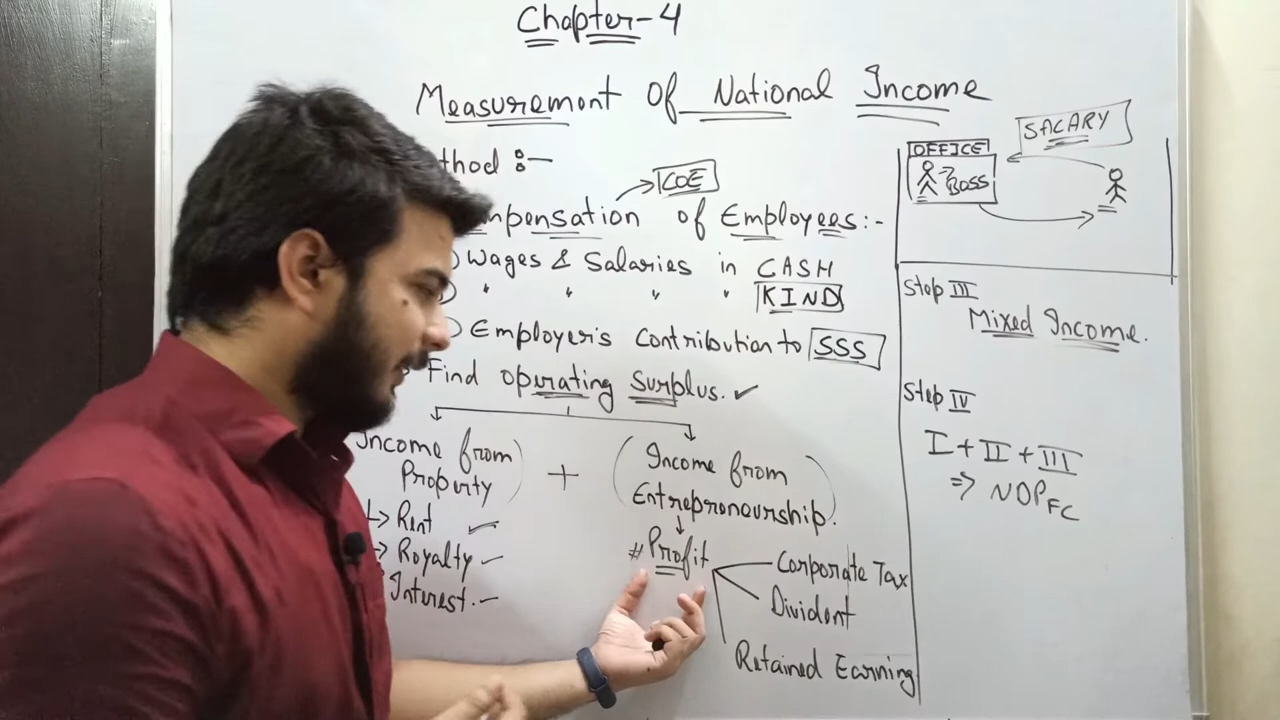 Chapter-4
Measurement Of National Income
thod :-
COE
mpensation of Employees:-
) Wages & Salaries in CASH
) " " " " KIND
) Employer's Contribution to SSS
Find operating Surplus. ✓
Income from Property
+
(Income from Entrepreneurship).
→ Rent ✓
→ Royalty ✓
Interest. ✓
# Profit
Corporate Tax
Divident
Retained Earning
SALARY
OFFICE
BOSS
Step III
Mixed Income.
Step IV
I + II + III
⇒ NDP FC